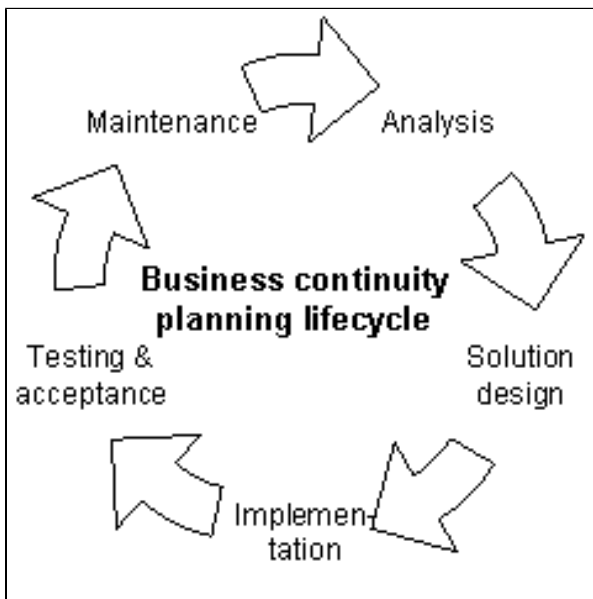 Maintenance
Analysis
Business continuity
planning lifecycle
Testing &
acceptance
Solution
design
Implemen-
tation